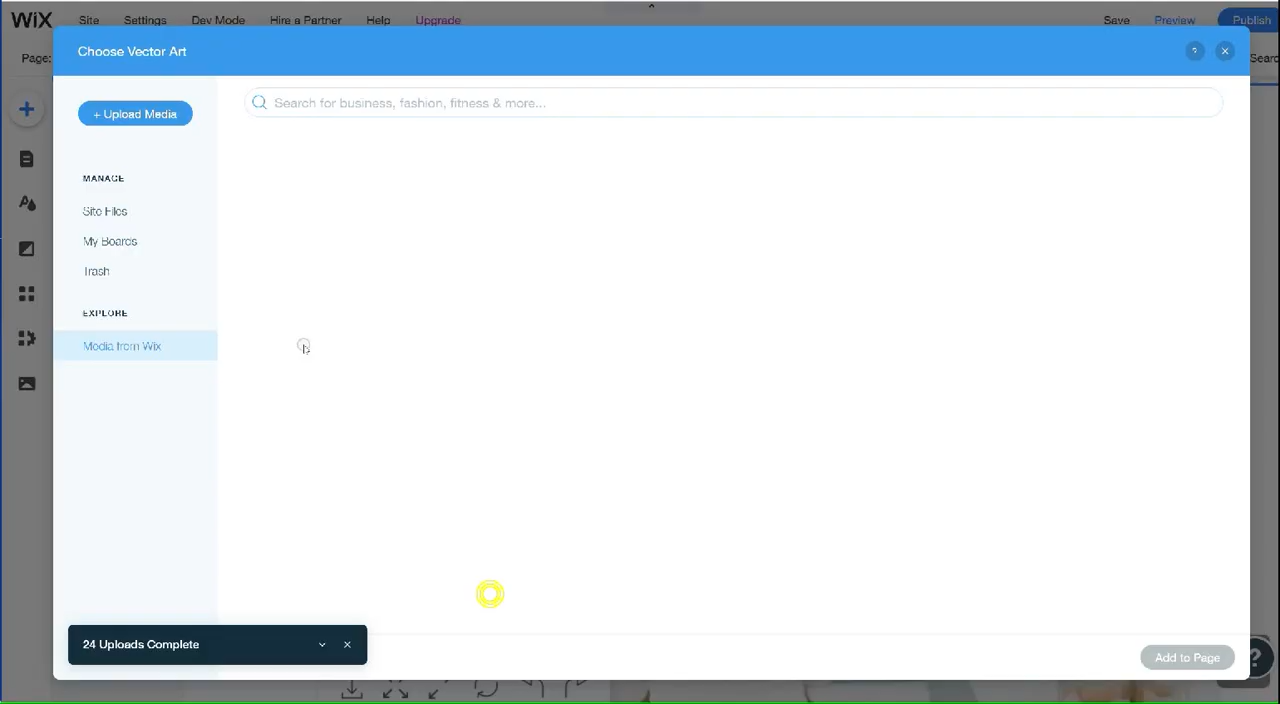 WiX Site Settings Dev Mode Hire a Partner Help Upgrade Save Preview Publish
Page:
Searc
Choose Vector Art
?
+ Upload Media
Search for business, fashion, fitness & more...
MANAGE
Site Files
My Boards
Trash
EXPLORE
Media from Wix
24 Uploads Complete
Add to Page
?